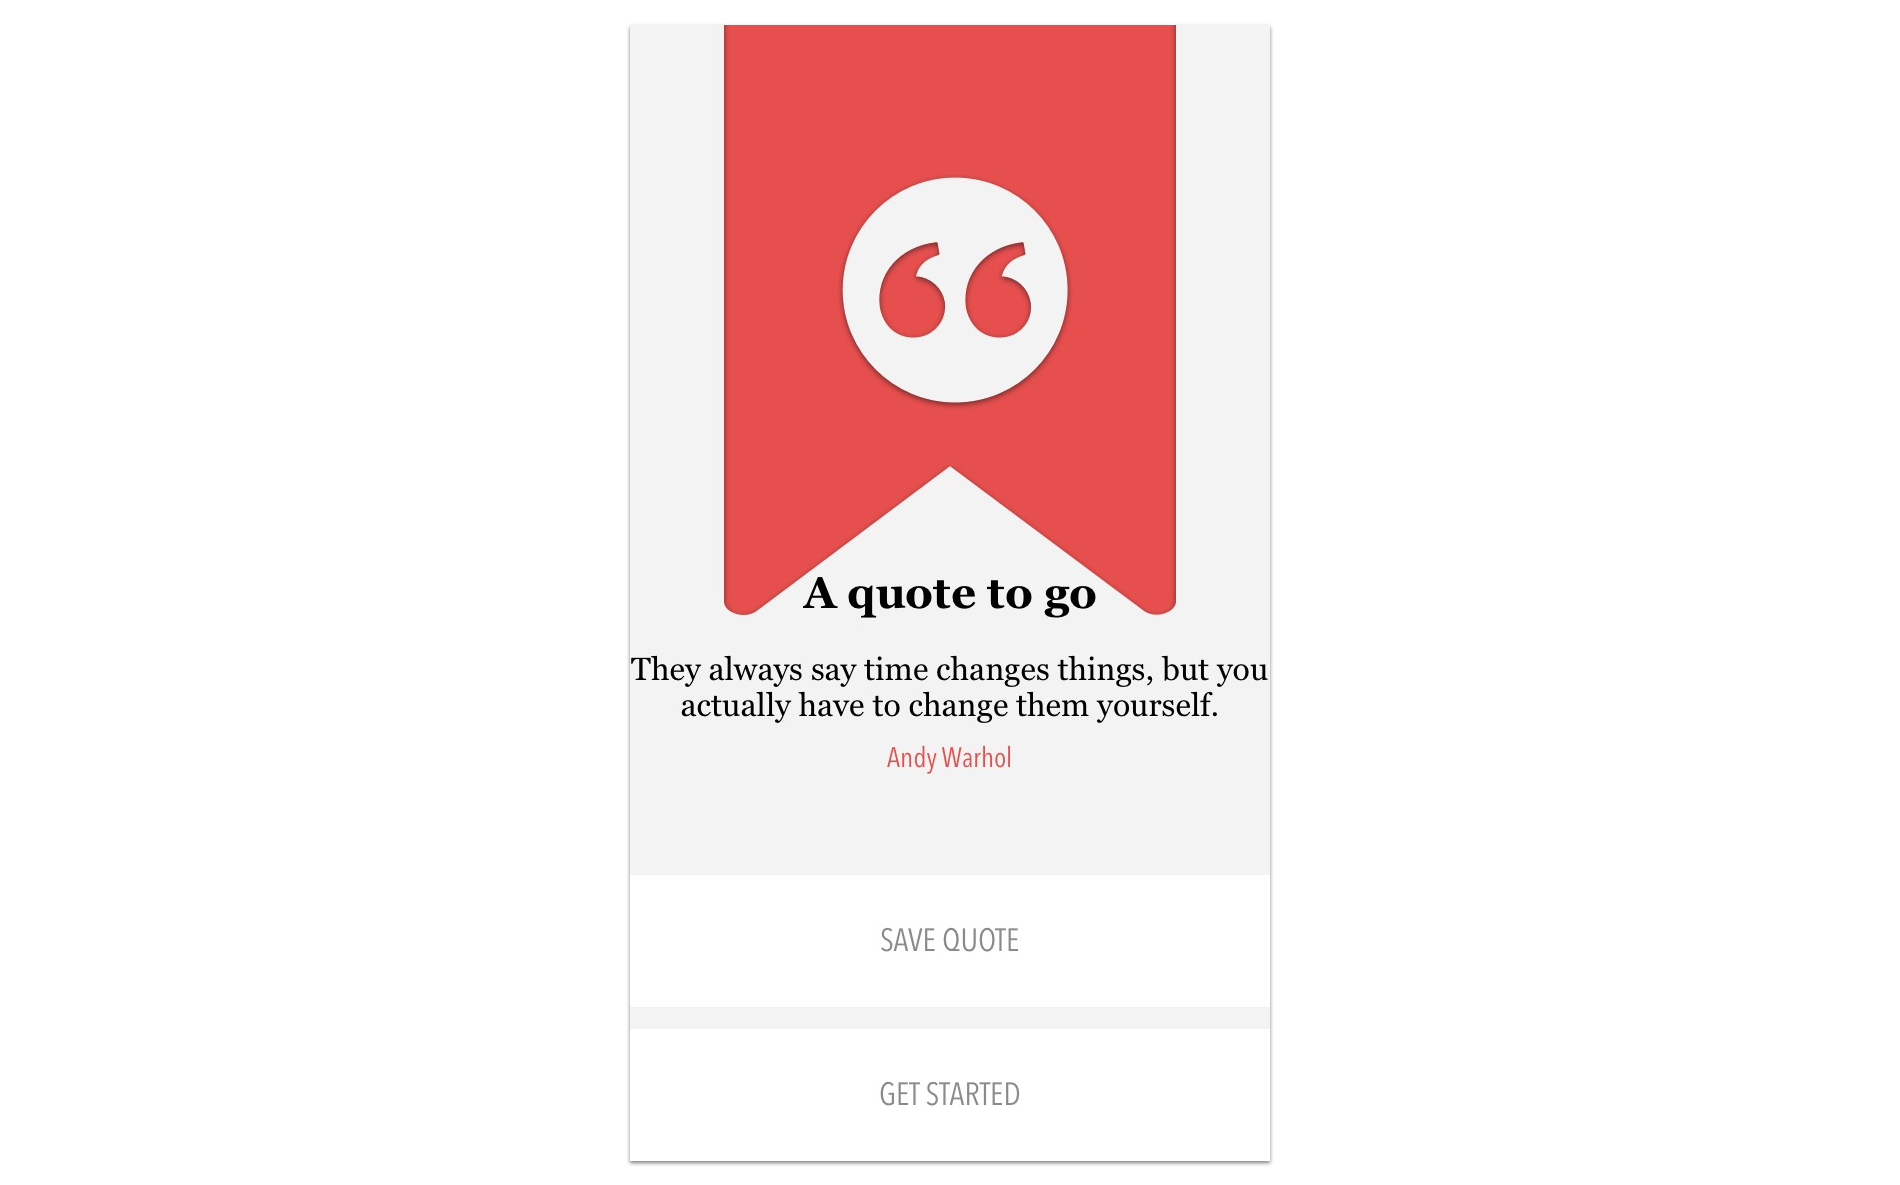 “
A quote to go
They always say time changes things, but you
actually have to change them yourself.
Andy Warhol
SAVE QUOTE
GET STARTED